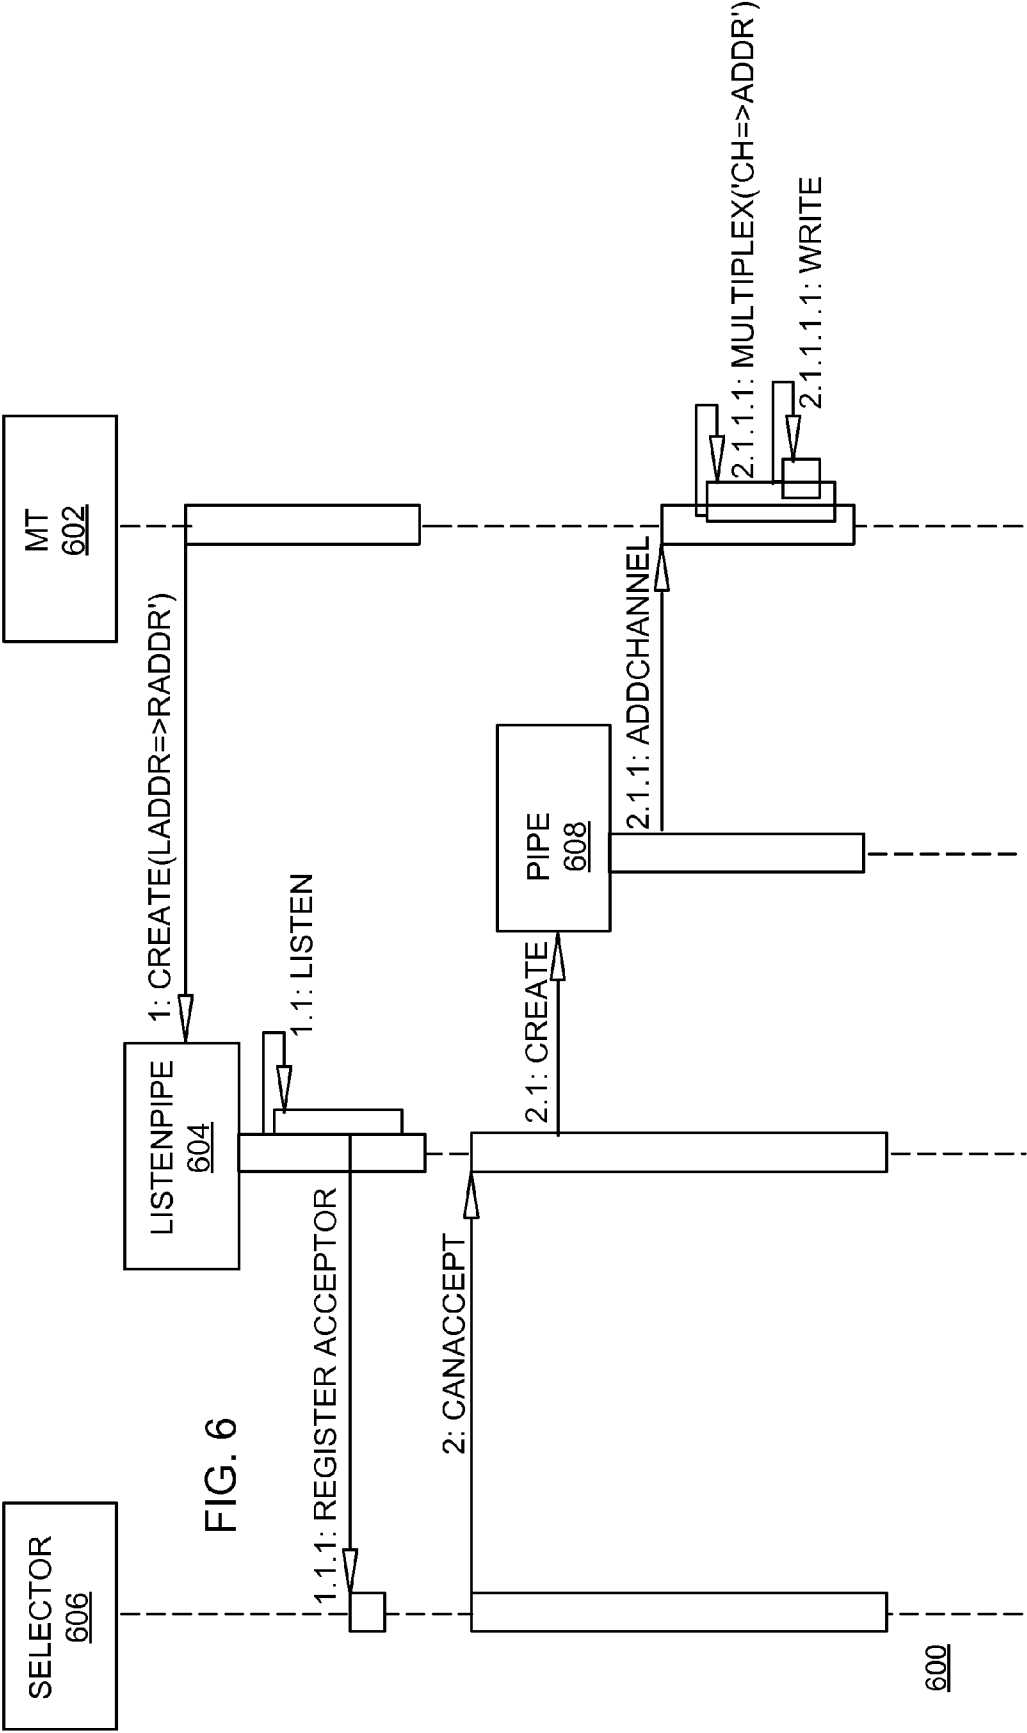 SELECTOR
606
LISTENPIPE
604
PIPE
608
MT
602
FIG. 6
1: CREATE(LADDR=>RADDR')
1.1: LISTEN
1.1.1: REGISTER ACCEPTOR
2: CANACCEPT
2.1: CREATE
2.1.1: ADDCHANNEL
2.1.1.1: MULTIPLEX('CH=>ADDR')
2.1.1.1.1: WRITE
600